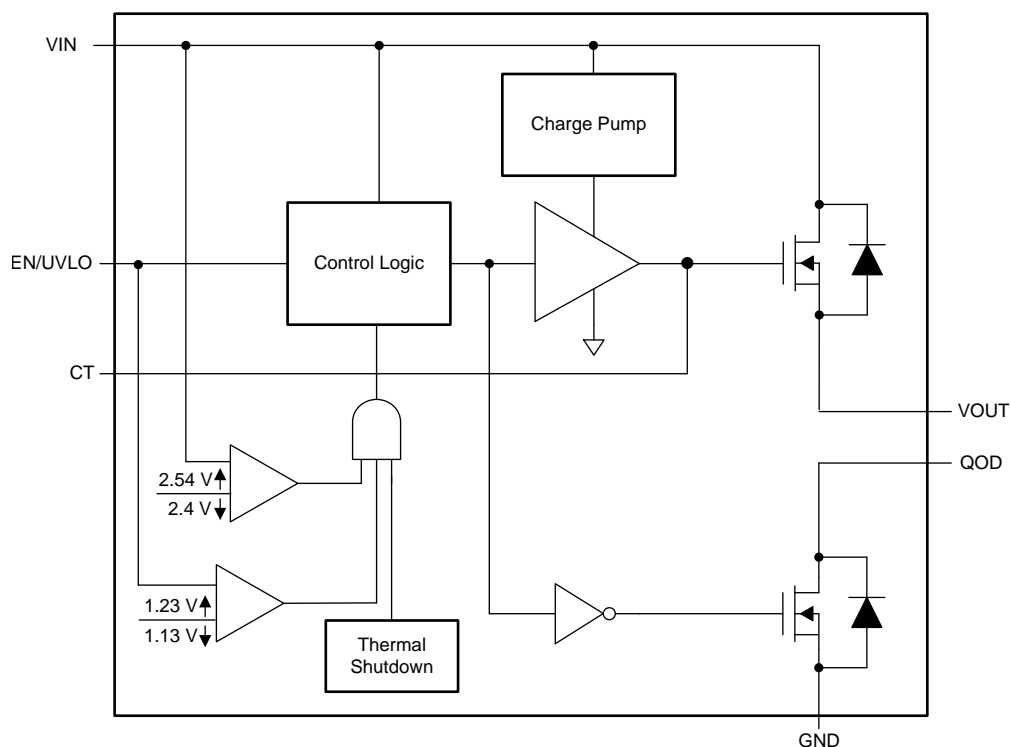 VIN
Charge Pump
EN/UVLO
Control Logic
CT
VOUT
2.54 V
2.4 V
QOD
1.23 V
1.13 V
Thermal
Shutdown
GND